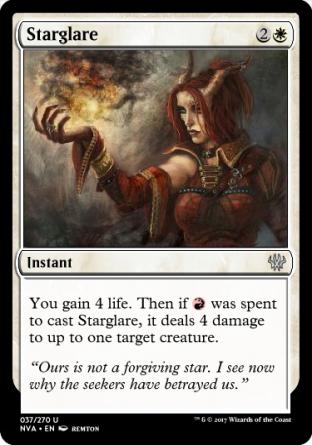 Starglare 2
Instant
You gain 4 life. Then if was spent
to cast Starglare, it deals 4 damage
to up to one target creature.
“Ours is not a forgiving star. I see now
why the seekers have betrayed us.”
037/270 U
NVA • EN REMTON
™ & © 2017 Wizards of the Coast